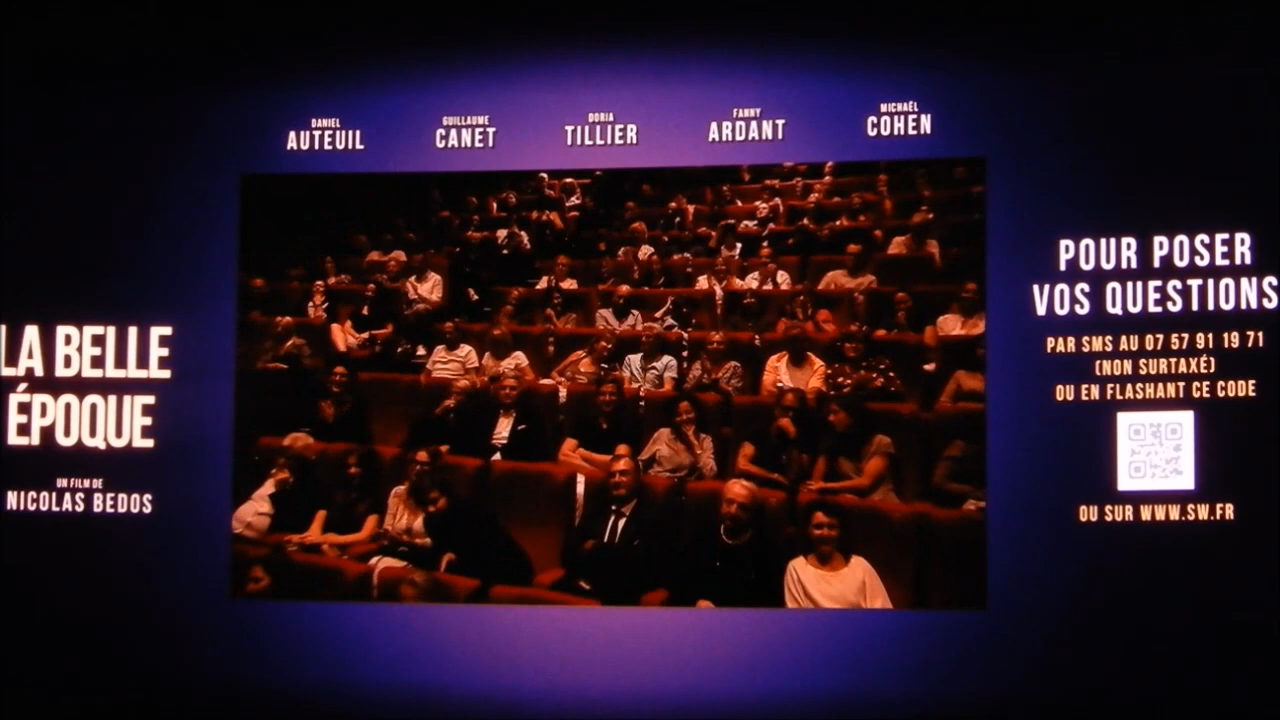 DANIEL
AUTEUIL
GUILLAUME
CANET
DORIA
TILLIER
FANNY
ARDANT
MICHAËL
COHEN
LA BELLE
ÉPOQUE
UN FILM DE
NICOLAS BEDOS
POUR POSER
VOS QUESTIONS
PAR SMS AU 07 57 91 19 71
(NON SURTAXÉ)
OU EN FLASHANT CE CODE
OU SUR WWW.SW.FR